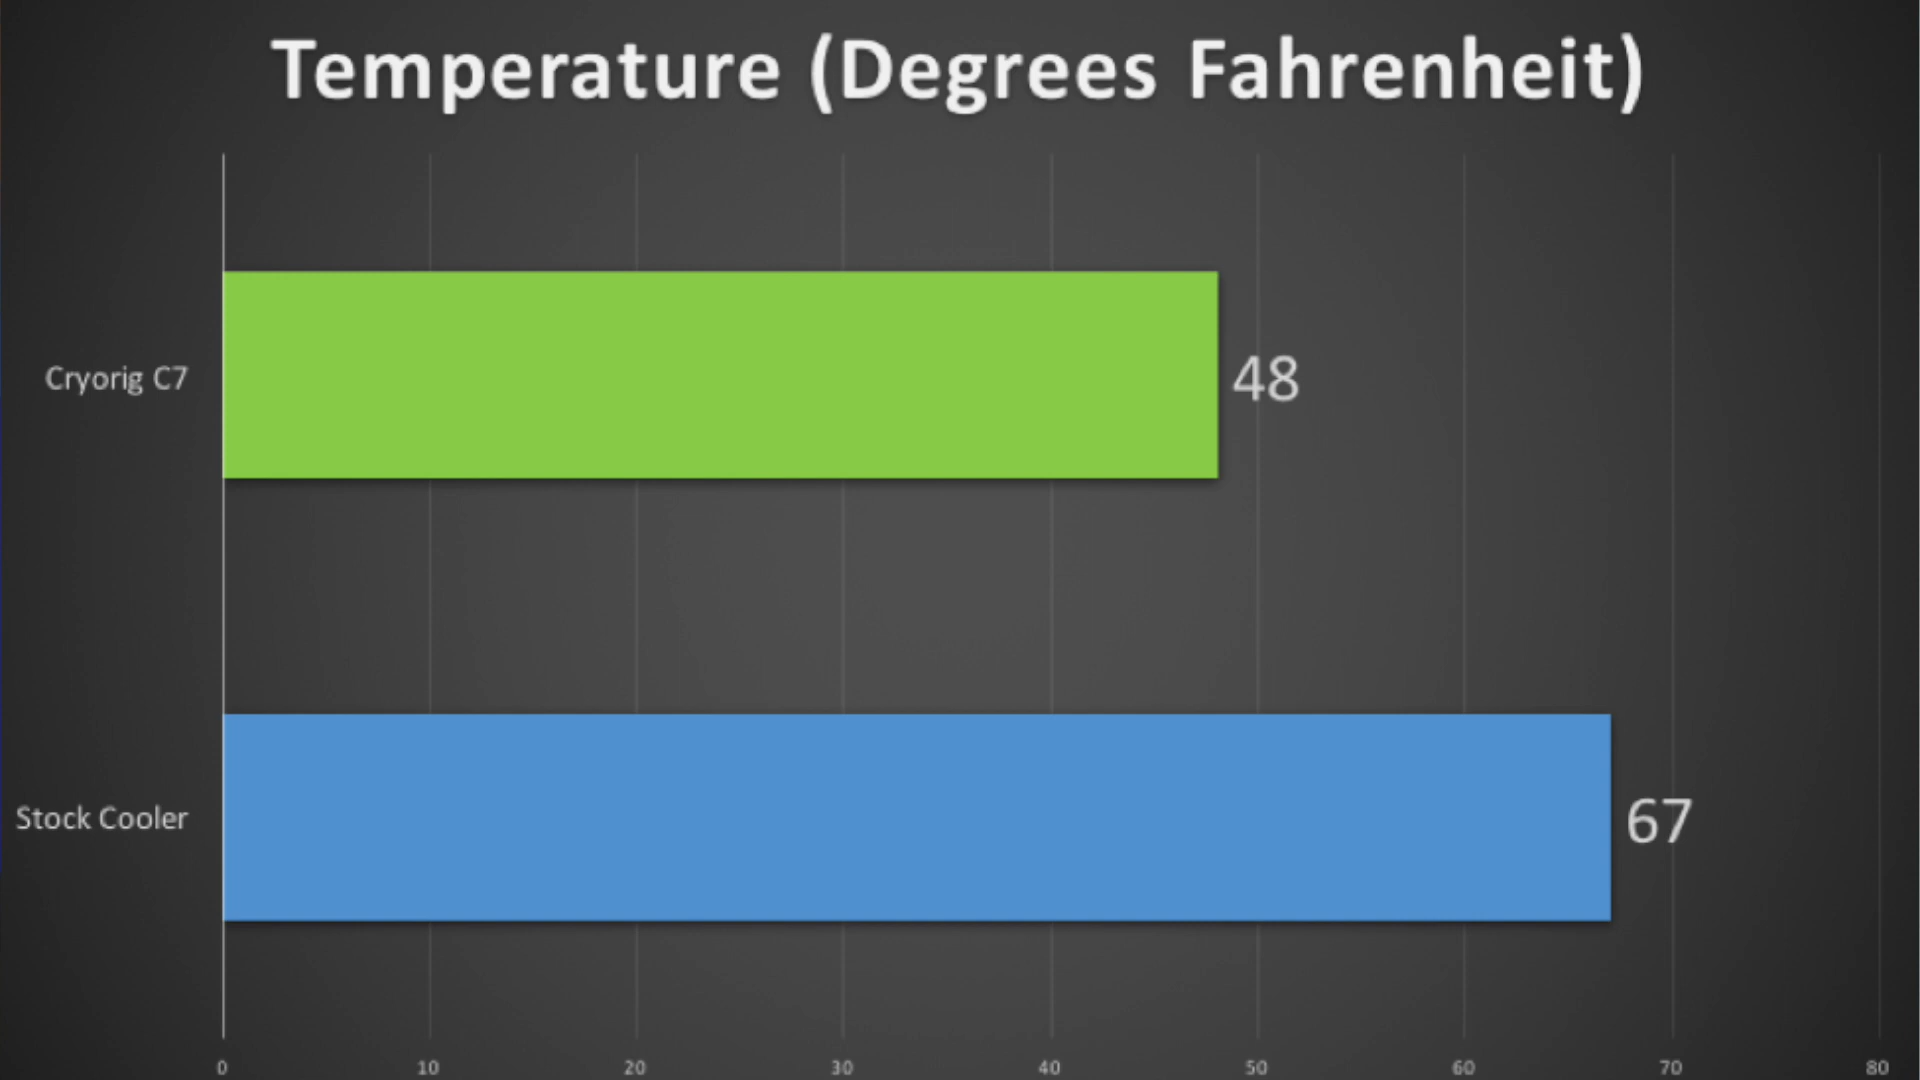 Temperature (Degrees Fahrenheit)
Cryorig C7
48
Stock Cooler
67
0 10 20 30 40 50 60 70 80